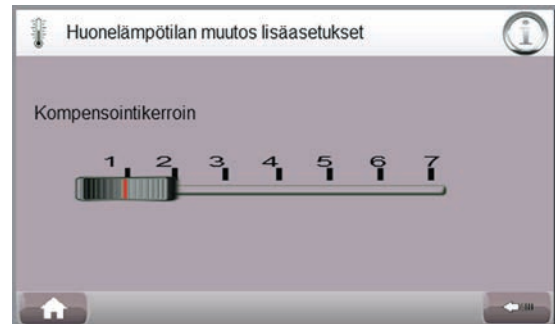 Huonelämpötilan muutos lisäasetukset
i
Kompensointikerroin
1 2 3 4 5 6 7